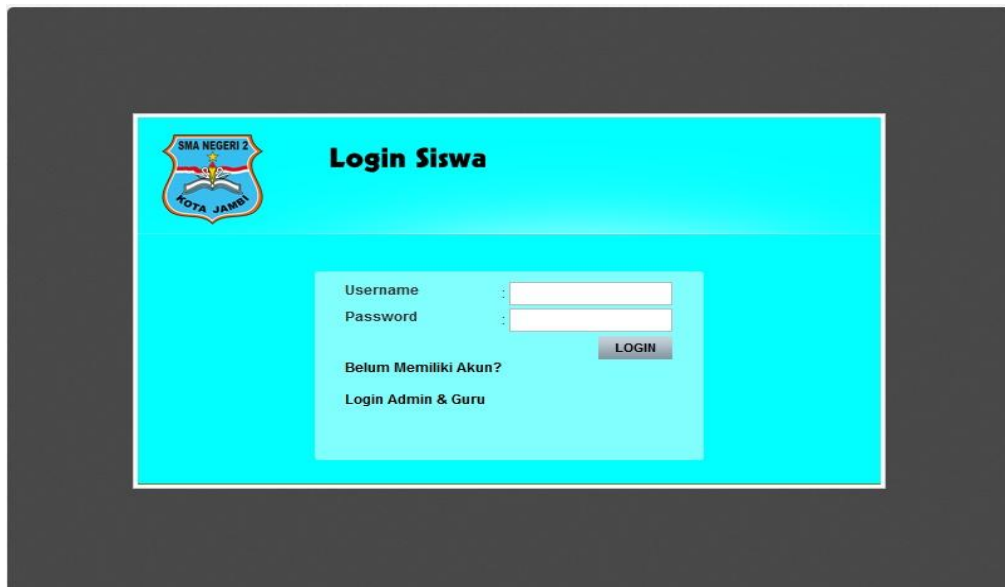 SMA NEGERI 2
KOTA JAMBI
Login Siswa
Username :
Password :
LOGIN
Belum Memiliki Akun?
Login Admin & Guru